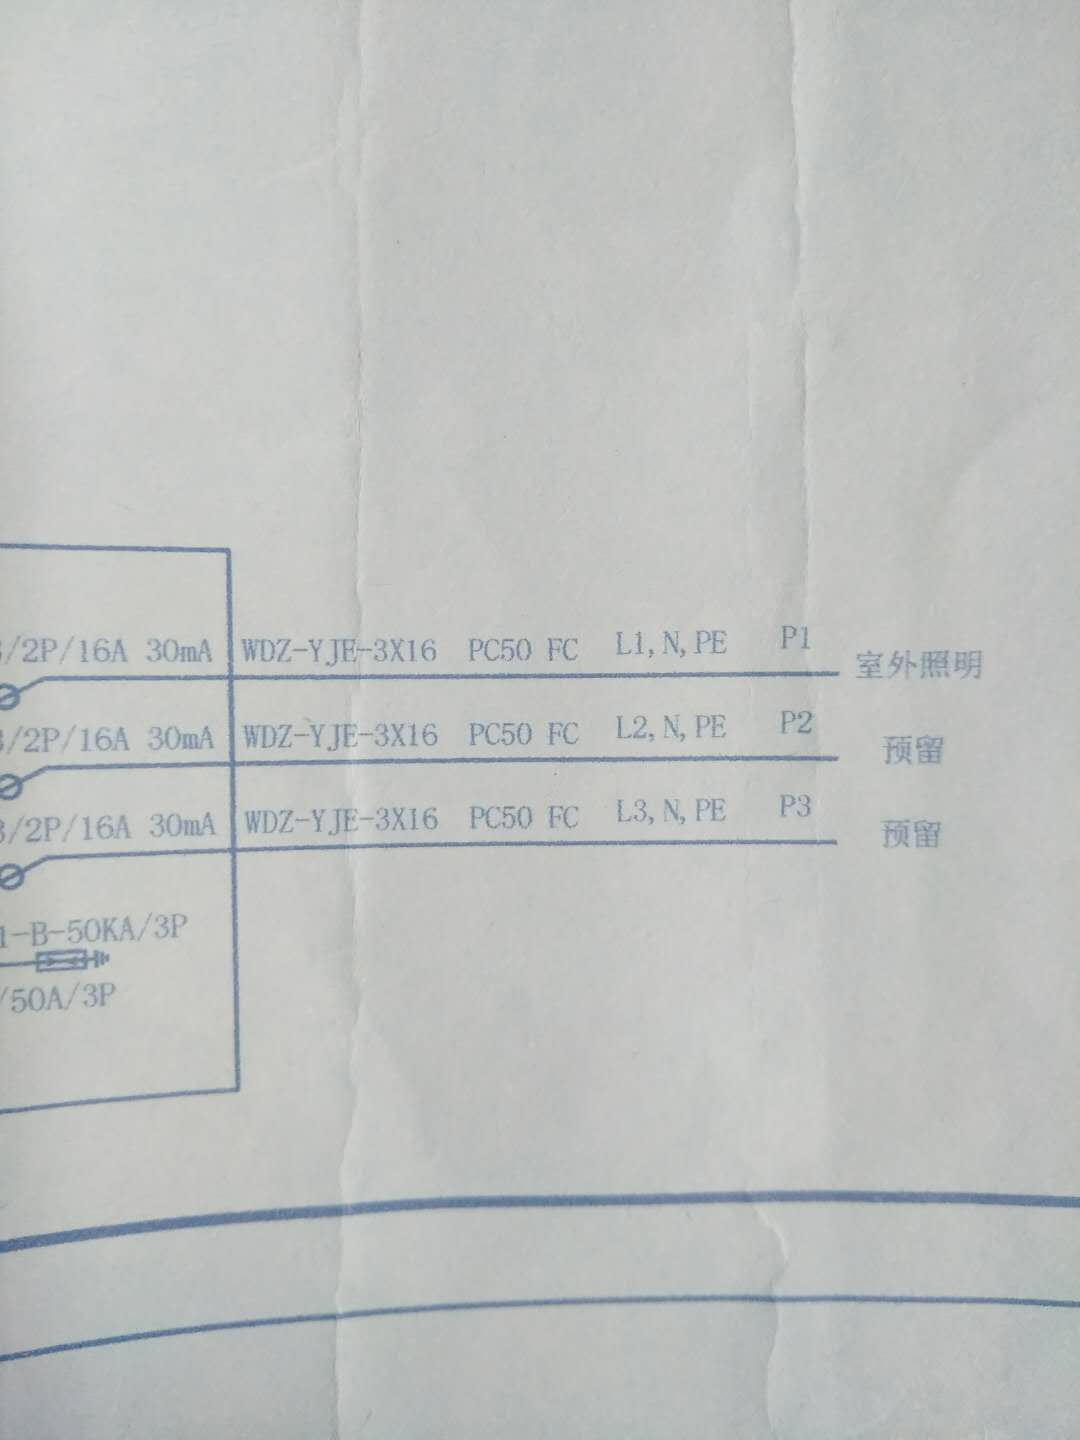 /2P/16A 30mA WDZ-YJE-3X16 PC50 FC L1, N, PE P1 室外照明
/2P/16A 30mA WDZ-YJE-3X16 PC50 FC L2, N, PE P2 预留
/2P/16A 30mA WDZ-YJE-3X16 PC50 FC L3, N, PE P3 预留
1-B-50KA/3P
/50A/3P